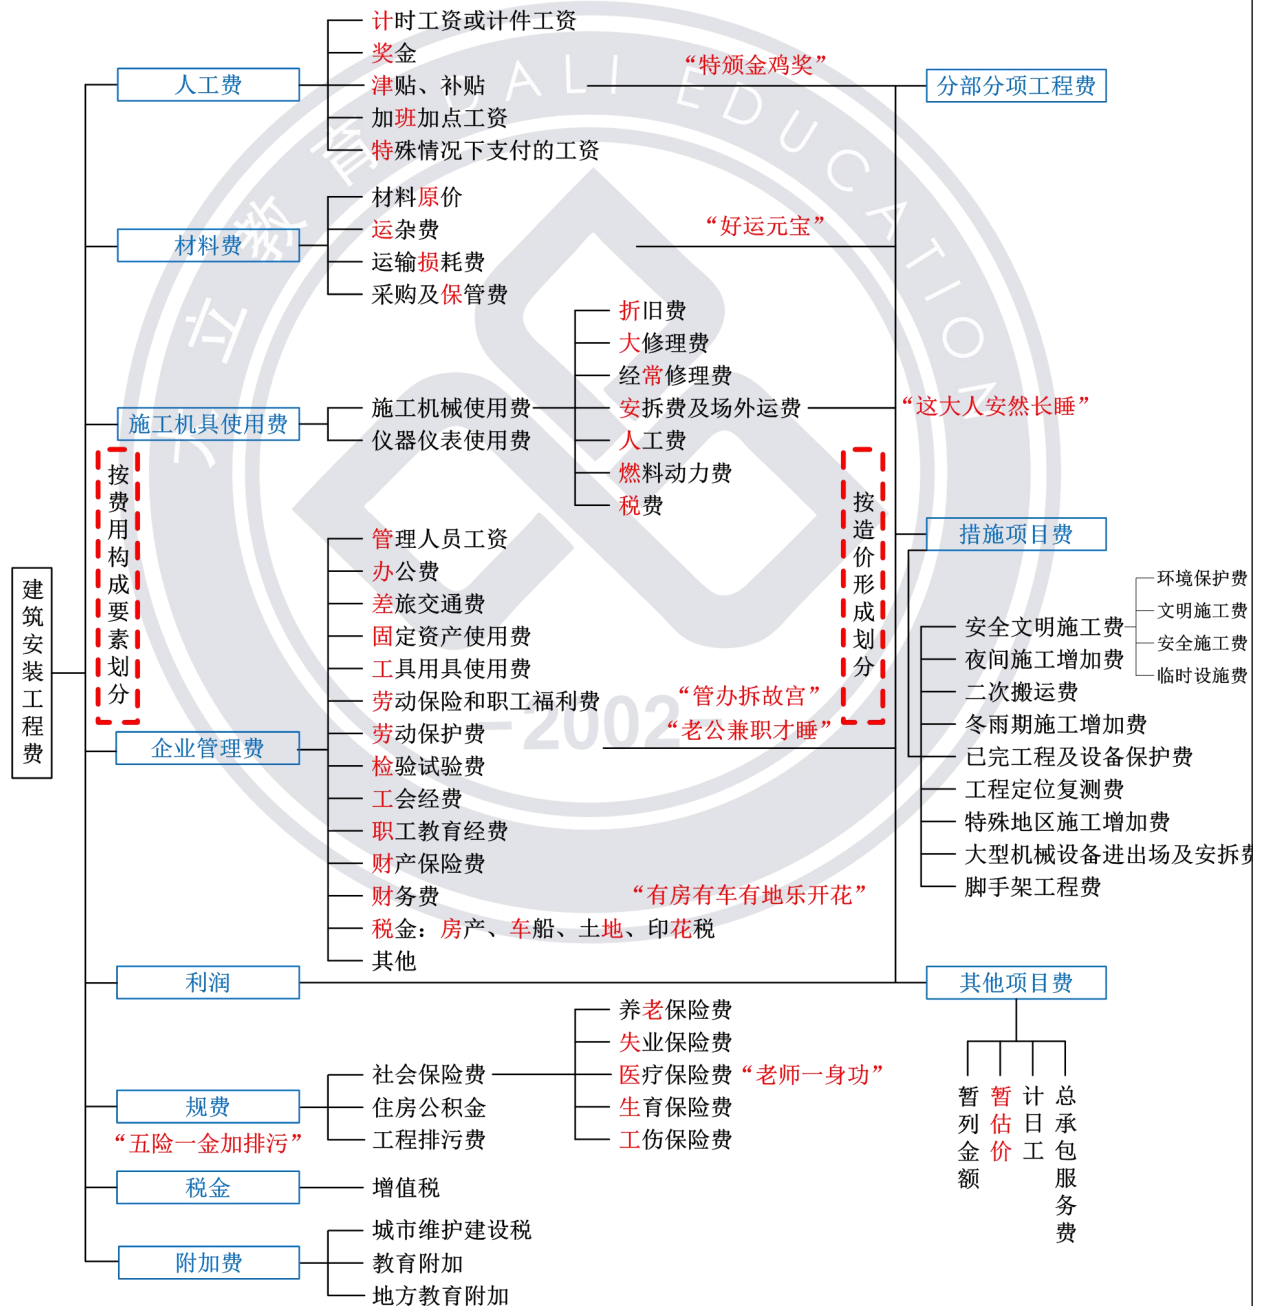 建筑安装工程费
按费用构成要素划分
人工费
计时工资或计件工资
奖金
津贴、补贴
加班加点工资
特殊情况下支付的工资
“特颁金鸡奖”
材料费
材料原价
运杂费
运输损耗费
采购及保管费
“好运元宝”
施工机具使用费
施工机械使用费
仪器仪表使用费
折旧费
大修理费
经常修理费
安拆费及场外运费
人工费
燃料动力费
税费
“这大人安然长睡”
企业管理费
管理人员工资
办公费
差旅交通费
固定资产使用费
工具用具使用费
劳动保险和职工福利费
劳动保护费
检验试验费
工会经费
职工教育经费
财产保险费
财务费
税金：房产、车船、土地、印花税
其他
“管办拆故宫”
“老公兼职才睡”
“有房有车有地乐开花”
利润
规费
“五险一金加排污”
社会保险费
住房公积金
工程排污费
养老保险费
失业保险费
医疗保险费“老师一身功”
生育保险费
工伤保险费
税金
增值税
附加费
城市维护建设税
教育附加
地方教育附加
按造价形成划分
分部分项工程费
措施项目费
安全文明施工费
环境保护费
文明施工费
安全施工费
临时设施费
夜间施工增加费
二次搬运费
冬雨期施工增加费
已完工程及设备保护费
工程定位复测费
特殊地区施工增加费
大型机械设备进出场及安拆费
脚手架工程费
其他项目费
暂列金额
暂估价
计日工
总承包服务费
大立教育 DALI EDUCATION
-2002-